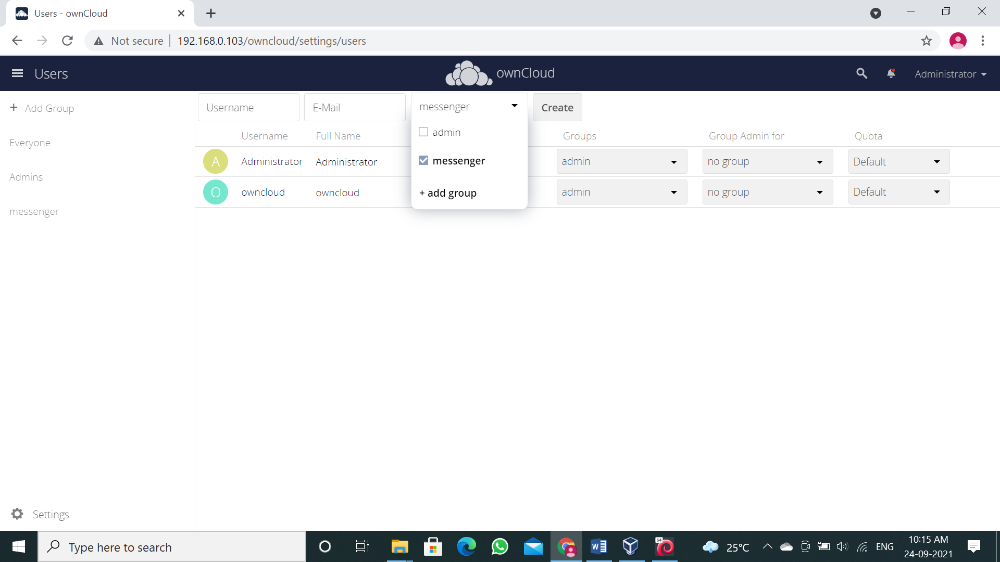 Users - ownCloud
Not secure 192.168.0.103/owncloud/settings/users
Users ownCloud Administrator
+ Add Group
Everyone
Admins
messenger
Settings
Username E-Mail messenger Create
admin
messenger
+ add group
Username Full Name Groups Group Admin for Quota
A Administrator Administrator admin no group Default
O owncloud owncloud admin no group Default
Type here to search
W
64
25°C
ENG
10:15 AM
24-09-2021